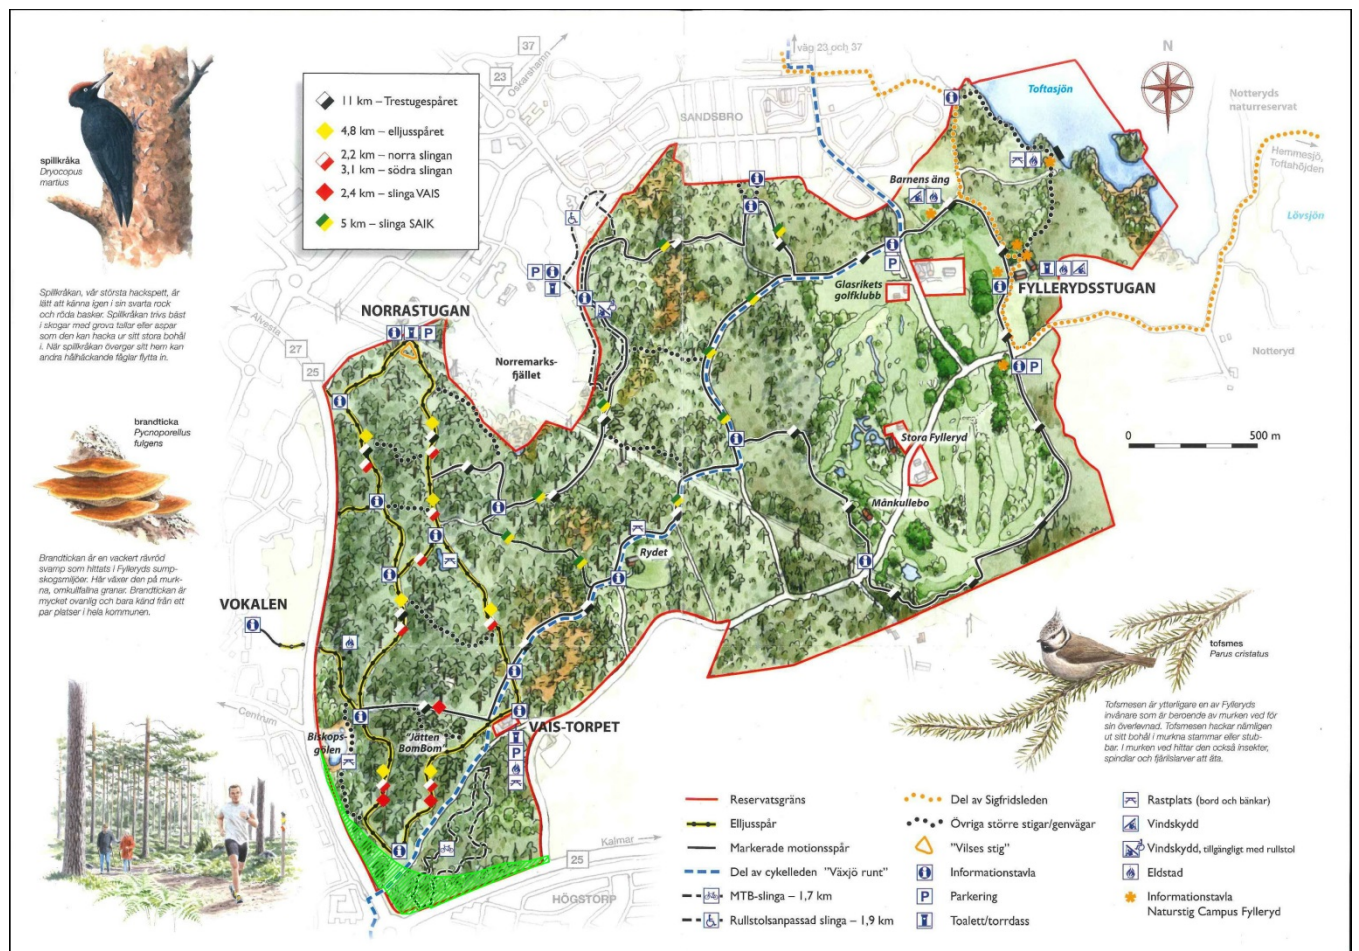 37
23
Oskarshamn
väg 23 och 37
N
11 km – Trestugespåret
4,8 km – elljusspåret
2,2 km – norra slingan
3,1 km – södra slingan
2,4 km – slinga VAIS
5 km – slinga SAIK
spillkråka
Dryocopus
martius
Spillkråkan, vår största hackspett, är
lätt att känna igen i sin svarta rock
och röda basker. Spillkråkan trivs bäst
i skogar med grova tallar eller aspar
som den kan hacka ur sitt stora bohål
i. När spillkråkan överger sitt hem kan
andra hålhäckande fåglar flytta in.
SANDSBRO
Toftasjön
Notteryds
naturreservat
Hemmesjö,
Toftahöjden
Lövsjön
Barnens äng
P
Glasrikets
golfklubb
FYLLERYDSSTUGAN
Notteryd
P
NORRASTUGAN
P
P
Alvesta
27
25
Norremarks-
fjället
0 500 m
Stora Fylleryd
Månkullebo
Rydet
brandticka
Pycnoporellus
fulgens
Brandtickan är en vackert rävröd
svamp som hittats i Fylleryds sump-
skogsmiljöer. Här växer den på murk-
na, omkullfallna granar. Brandtickan är
mycket ovanlig och bara känd från ett
par platser i hela kommunen.
VOKALEN
Centrum
Biskops-
gölen
"Jätten
BomBom"
VAIS-TORPET
P
tofsmes
Parus cristatus
Tofsmesen är ytterligare en av Fylleryds
invånare som är beroende av murken ved för
sin överlevnad. Tofsmesen hackar nämligen
ut sitt bohål i murkna stammar eller stub-
bar. I murken ved hittar den också insekter,
spindlar och fjärilslarver att äta.
Kalmar
25
HÖGSTORP
Reservatsgräns
Elljusspår
Markerade motionsspår
Del av cykelleden "Växjö runt"
MTB-slinga – 1,7 km
Rullstolsanpassad slinga – 1,9 km
Del av Sigfridsleden
Övriga större stigar/genvägar
"Vilses stig"
Informationstavla
P Parkering
Toalett/torrdass
Rastplats (bord och bänkar)
Vindskydd
Vindskydd, tillgängligt med rullstol
Eldstad
Informationstavla
Naturstig Campus Fylleryd